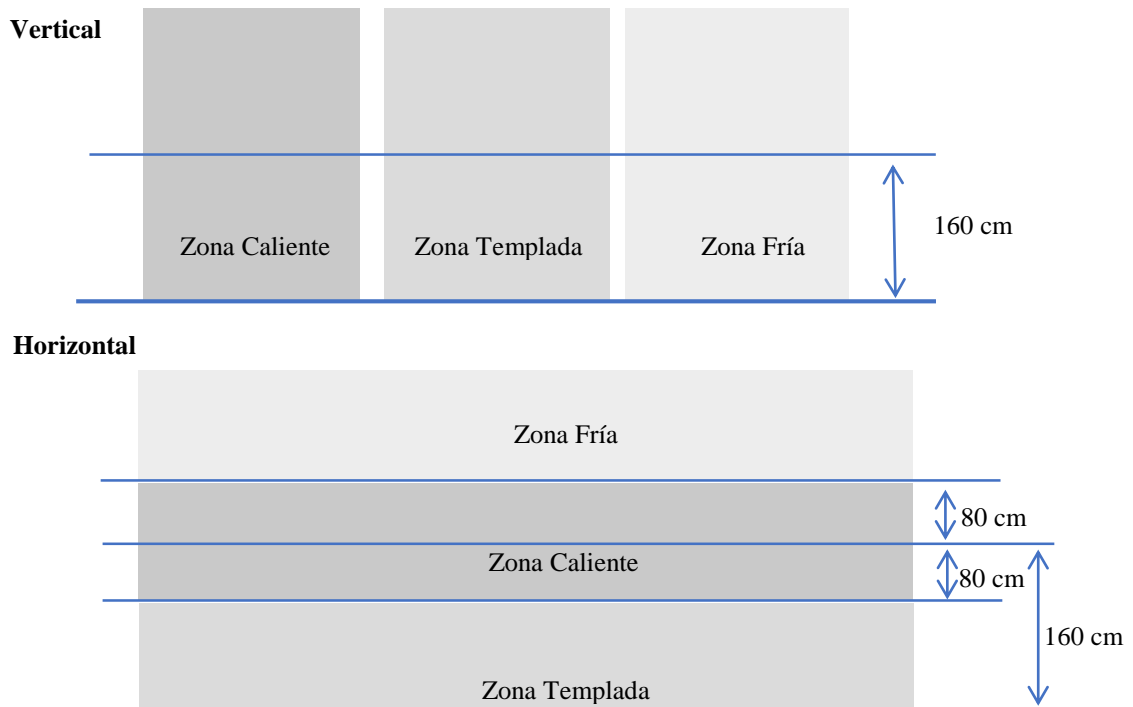 Vertical
Zona Caliente
Zona Templada
Zona Fría
160 cm
Horizontal
Zona Fría
80 cm
Zona Caliente
80 cm
160 cm
Zona Templada